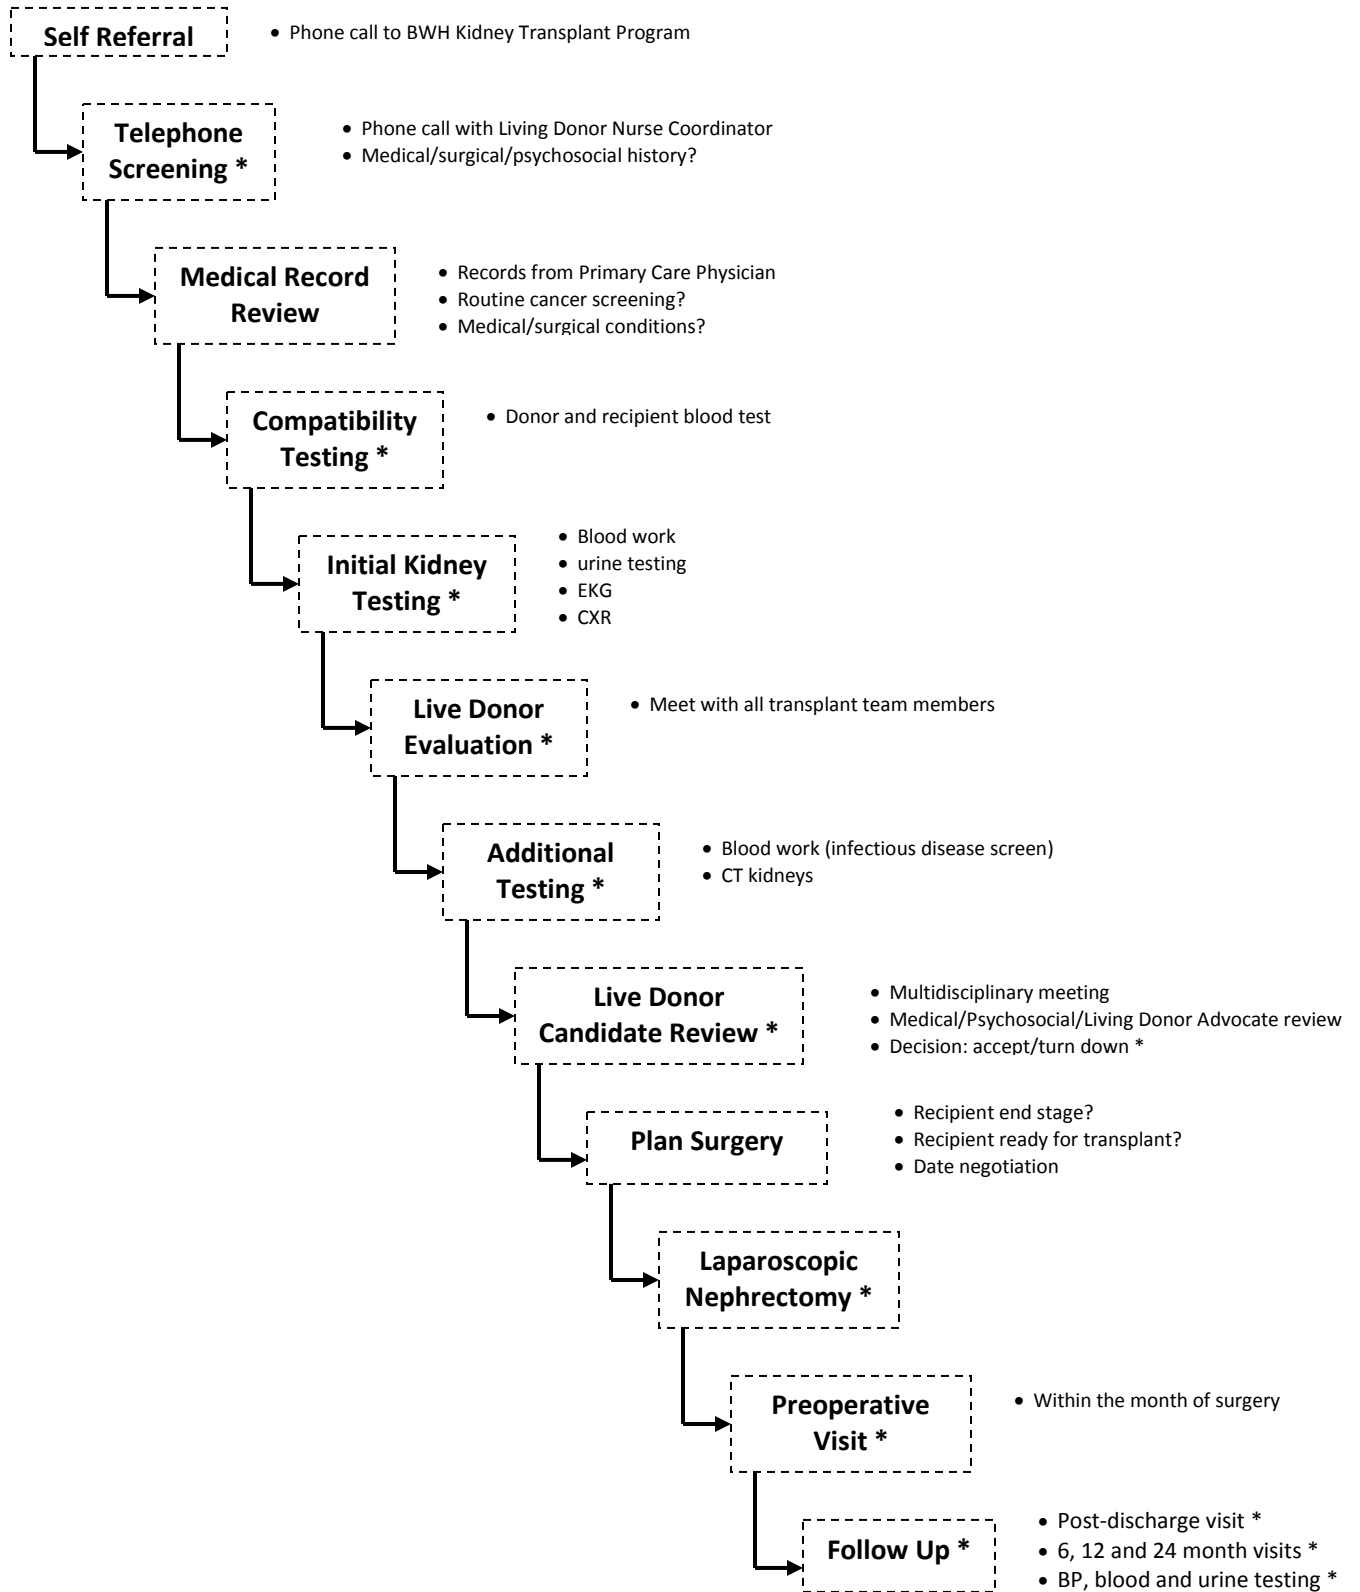 Self Referral
• Phone call to BWH Kidney Transplant Program
Telephone
Screening *
• Phone call with Living Donor Nurse Coordinator
• Medical/surgical/psychosocial history?
Medical Record
Review
• Records from Primary Care Physician
• Routine cancer screening?
• Medical/surgical conditions?
Compatibility
Testing *
• Donor and recipient blood test
Initial Kidney
Testing *
• Blood work
• urine testing
• EKG
• CXR
Live Donor
Evaluation *
• Meet with all transplant team members
Additional
Testing *
• Blood work (infectious disease screen)
• CT kidneys
Live Donor
Candidate Review *
• Multidisciplinary meeting
• Medical/Psychosocial/Living Donor Advocate review
• Decision: accept/turn down *
Plan Surgery
• Recipient end stage?
• Recipient ready for transplant?
• Date negotiation
Laparoscopic
Nephrectomy *
Preoperative
Visit *
• Within the month of surgery
Follow Up *
• Post-discharge visit *
• 6, 12 and 24 month visits *
• BP, blood and urine testing *